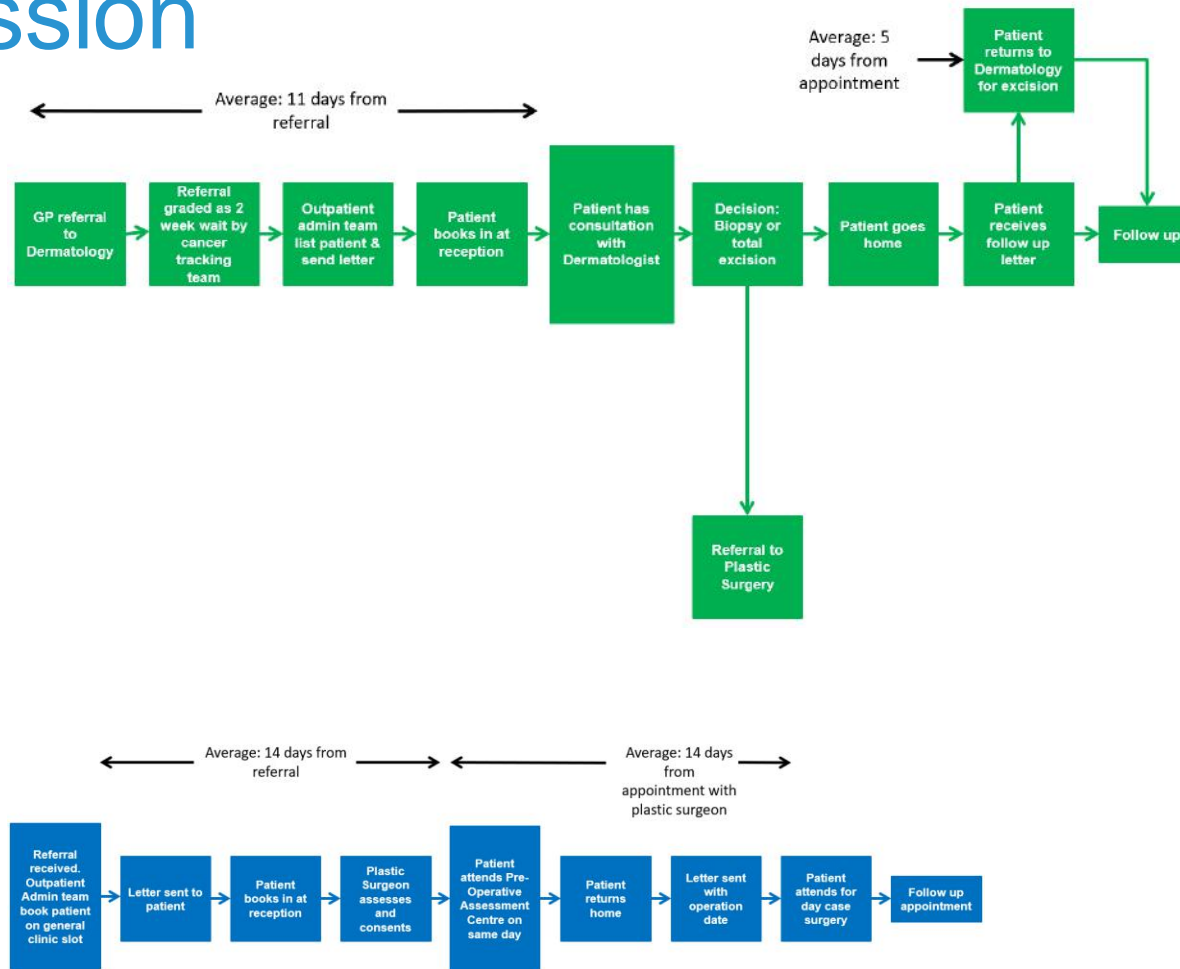 ssion
Average: 5
days from
appointment
Patient
returns to
Dermatology
for excision
Average: 11 days from
referral
GP referral
to
Dermatology
Referral
graded as 2
week wait by
cancer
tracking
team
Outpatient
admin team
list patient &
send letter
Patient
books in at
reception
Patient has
consultation
with
Dermatologist
Decision:
Biopsy or
total
excision
Patient goes
home
Patient
receives
follow up
letter
Follow up
Referral to
Plastic
Surgery
Average: 14 days from
referral
Average: 14 days
from
appointment with
plastic surgeon
Referral
received.
Outpatient
Admin team
book patient
on general
clinic slot
Letter sent to
patient
Patient
books in at
reception
Plastic
Surgeon
assesses
and
consents
Patient
attends Pre-
Operative
Assessment
Centre on
same day
Patient
returns
home
Letter sent
with
operation
date
Patient
attends for
day case
surgery
Follow up
appointment